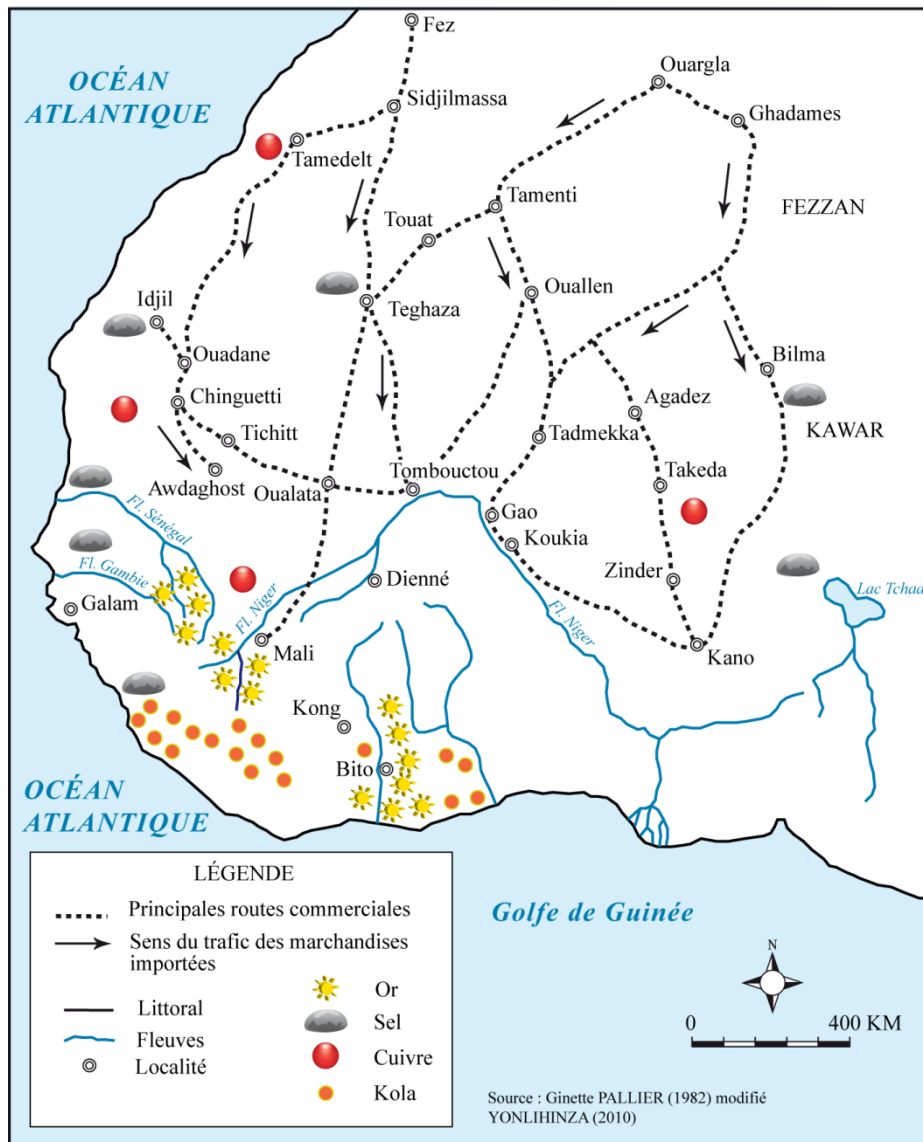 Fez
OCÉAN
ATLANTIQUE
Ouargla
Sidjilmassa
Ghadames
Tamedelt
Tamenti
FEZZAN
Touat
Ouallen
Idjil
Teghaza
Ouadane
Bilma
Chinguetti
Agadez
KAWAR
Tichitt
Tadmekka
Awdaghost
Oualata
Tombouctou
Takeda
Fl. Sénégal
Gao
Koukia
Fl. Gambie
Dienné
Zinder
Galam
Fl. Niger
Fl. Niger
Lac Tchad
Mali
Kano
Kong
Bito
OCÉAN
ATLANTIQUE
Golfe de Guinée
LÉGENDE
Principales routes commerciales
Sens du trafic des marchandises
importées
Littoral
Fleuves
Localité
Or
Sel
Cuivre
Kola
N
0 400 KM
Source : Ginette PALLIER (1982) modifié
YONLIHINZA (2010)